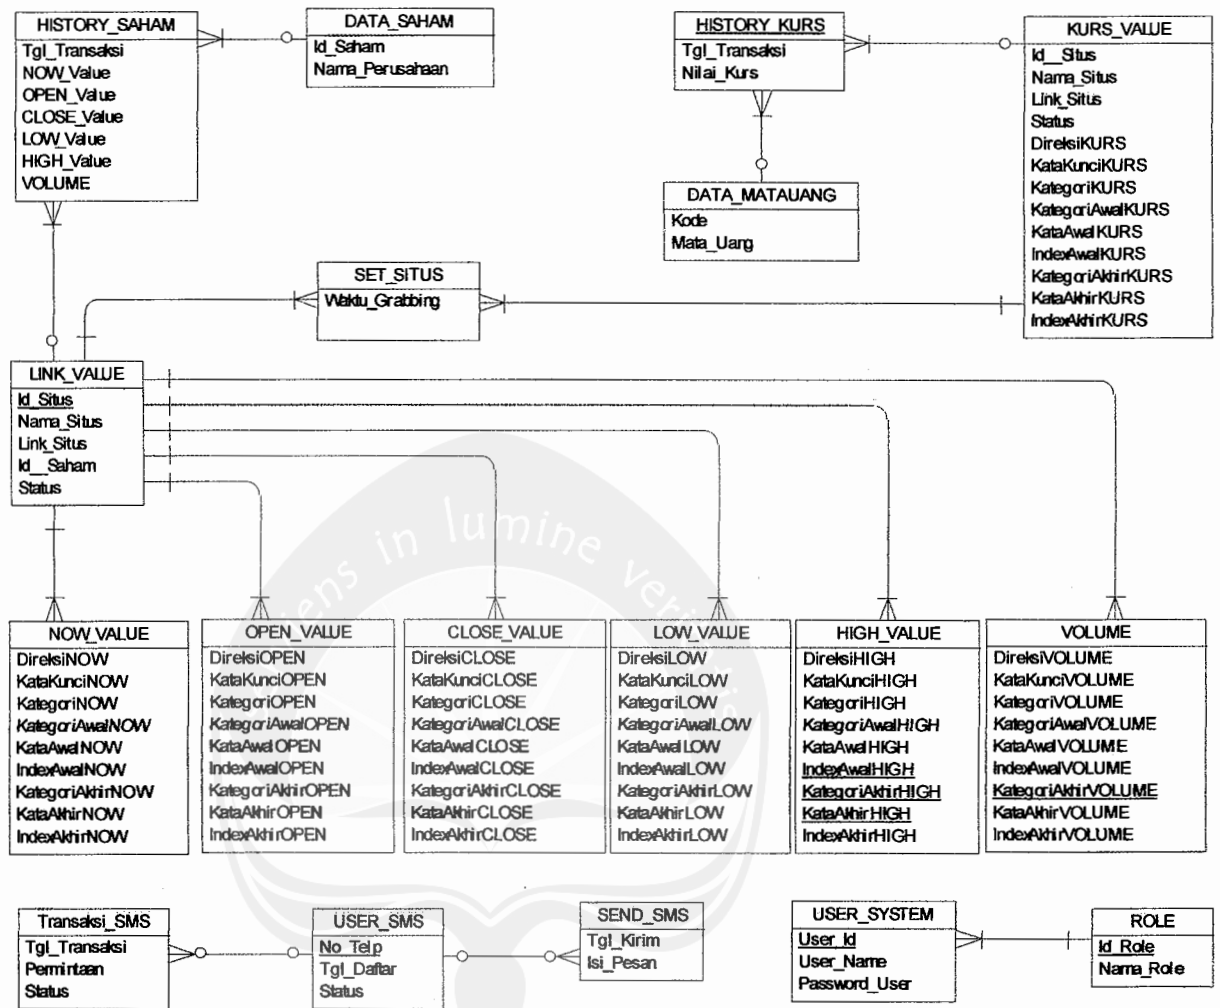 HISTORY_SAHAM
Tgl_Transaksi
NOW_Value
OPEN_Value
CLOSE_Value
LOW_Value
HIGH_Value
VOLUME
DATA_SAHAM
Id_Saham
Nama_Perusahaan
HISTORY_KURS
Tgl_Transaksi
Nilai_Kurs
KURS_VALUE
Id__Situs
Nama_Situs
Link_Situs
Status
DireksiKURS
KataKunciKURS
KategoriKURS
KategoriAwalKURS
KataAwalKURS
IndexAwalKURS
KategoriAkhirKURS
KataAkhirKURS
IndexAkhirKURS
DATA_MATAUANG
Kode
Mata_Uang
SET_SITUS
Waktu_Grabbing
LINK_VALUE
Id_Situs
Nama_Situs
Link_Situs
Id__Saham
Status
in lumine
NOW_VALUE
DireksiNOW
KataKunciNOW
KategoriNOW
KategoriAwalNOW
KataAwalNOW
IndexAwalNOW
KategoriAkhirNOW
KataAkhirNOW
IndexAkhirNOW
OPEN_VALUE
DireksiOPEN
KataKunciOPEN
KategoriOPEN
KategoriAwalOPEN
KataAwalOPEN
IndexAwalOPEN
KategoriAkhirOPEN
KataAkhirOPEN
IndexAkhirOPEN
CLOSE_VALUE
DireksiCLOSE
KataKunciCLOSE
KategoriCLOSE
KategoriAwalCLOSE
KataAwalCLOSE
IndexAwalCLOSE
KategoriAkhirCLOSE
KataAkhirCLOSE
IndexAkhirCLOSE
LOW_VALUE
DireksiLOW
KataKunciLOW
KategoriLOW
KategoriAwalLOW
KataAwalLOW
IndexAwalLOW
KategoriAkhirLOW
KataAkhirLOW
IndexAkhirLOW
HIGH_VALUE
DireksiHIGH
KataKunciHIGH
KategoriHIGH
KategoriAwalHIGH
KataAwalHIGH
IndexAwalHIGH
KategoriAkhirHIGH
KataAkhirHIGH
IndexAkhirHIGH
VOLUME
DireksiVOLUME
KataKunciVOLUME
KategoriVOLUME
KategoriAwalVOLUME
KataAwalVOLUME
IndexAwalVOLUME
KategoriAkhirVOLUME
KataAkhirVOLUME
IndexAkhirVOLUME
Transaksi_SMS
Tgl_Transaksi
Permintaan
Status
USER_SMS
No_Telp
Tgl_Daftar
Status
SEND_SMS
Tgl_Kirim
Isi_Pesan
USER_SYSTEM
User_Id
User_Name
Password_User
ROLE
Id_Role
Nama_Role